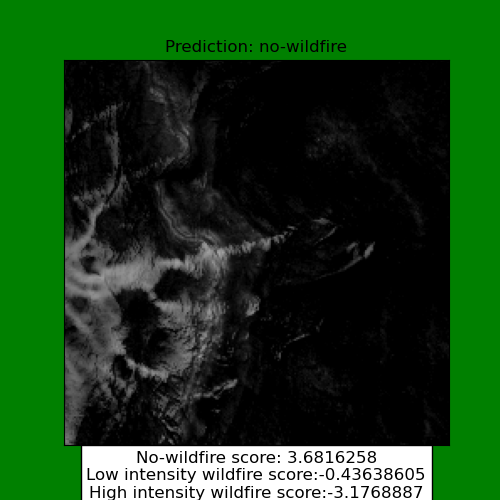 Prediction: no-wildfire
No-wildfire score: 3.6816258
Low intensity wildfire score:-0.43638605
High intensity wildfire score:-3.1768887